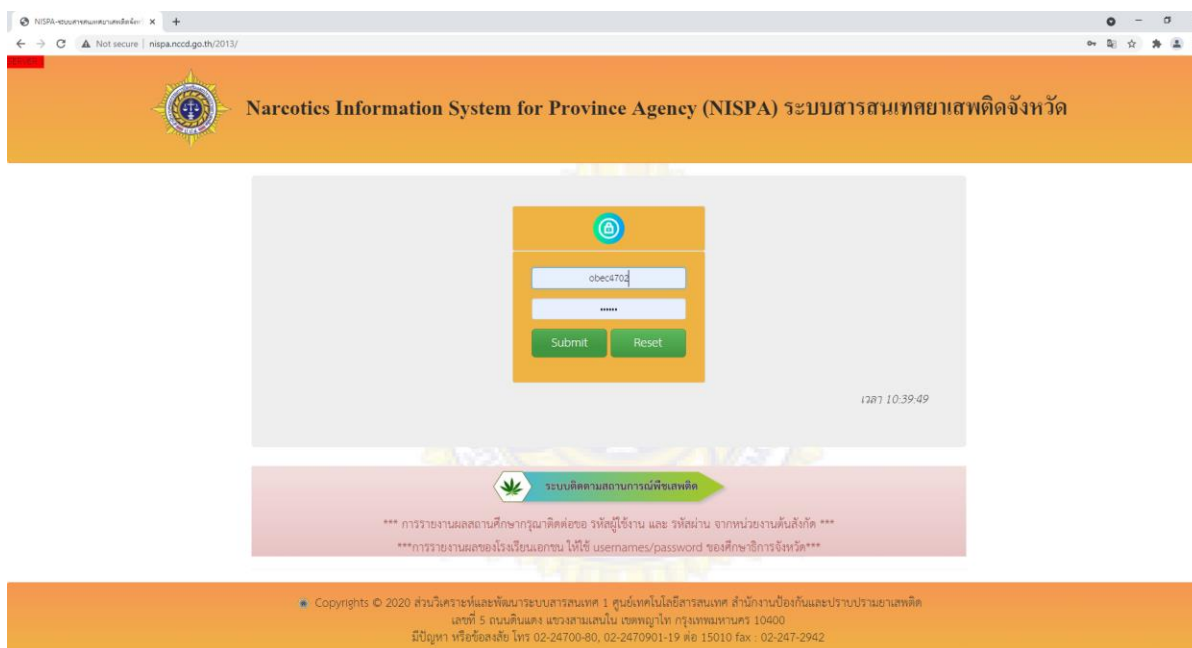 NISPA-ระบบสารสนเทศยาเสพติดจังห
Not secure | nispa.nccd.go.th/2013/
Narcotics Information System for Province Agency (NISPA) ระบบสารสนเทศยาเสพติดจังหวัด
obec4702
Submit Reset
เวลา 10:39:49
ระบบติดตามสถานการณ์พืชเสพติด
*** การรายงานผลสถานศึกษากรุณาติดต่อขอ รหัสผู้ใช้งาน และ รหัสผ่าน จากหน่วยงานต้นสังกัด ***
***การรายงานผลของโรงเรียนเอกชน ให้ใช้ usernames/password ของศึกษาธิการจังหวัด***
Copyrights © 2020 ส่วนวิเคราะห์และพัฒนาระบบสารสนเทศ 1 ศูนย์เทคโนโลยีสารสนเทศ สำนักงานป้องกันและปราบปรามยาเสพติด
เลขที่ 5 ถนนดินแดง แขวงสามเสนใน เขตพญาไท กรุงเทพมหานคร 10400
มีปัญหา หรือข้อสงสัย โทร 02-24700-80, 02-2470901-19 ต่อ 15010 fax : 02-247-2942